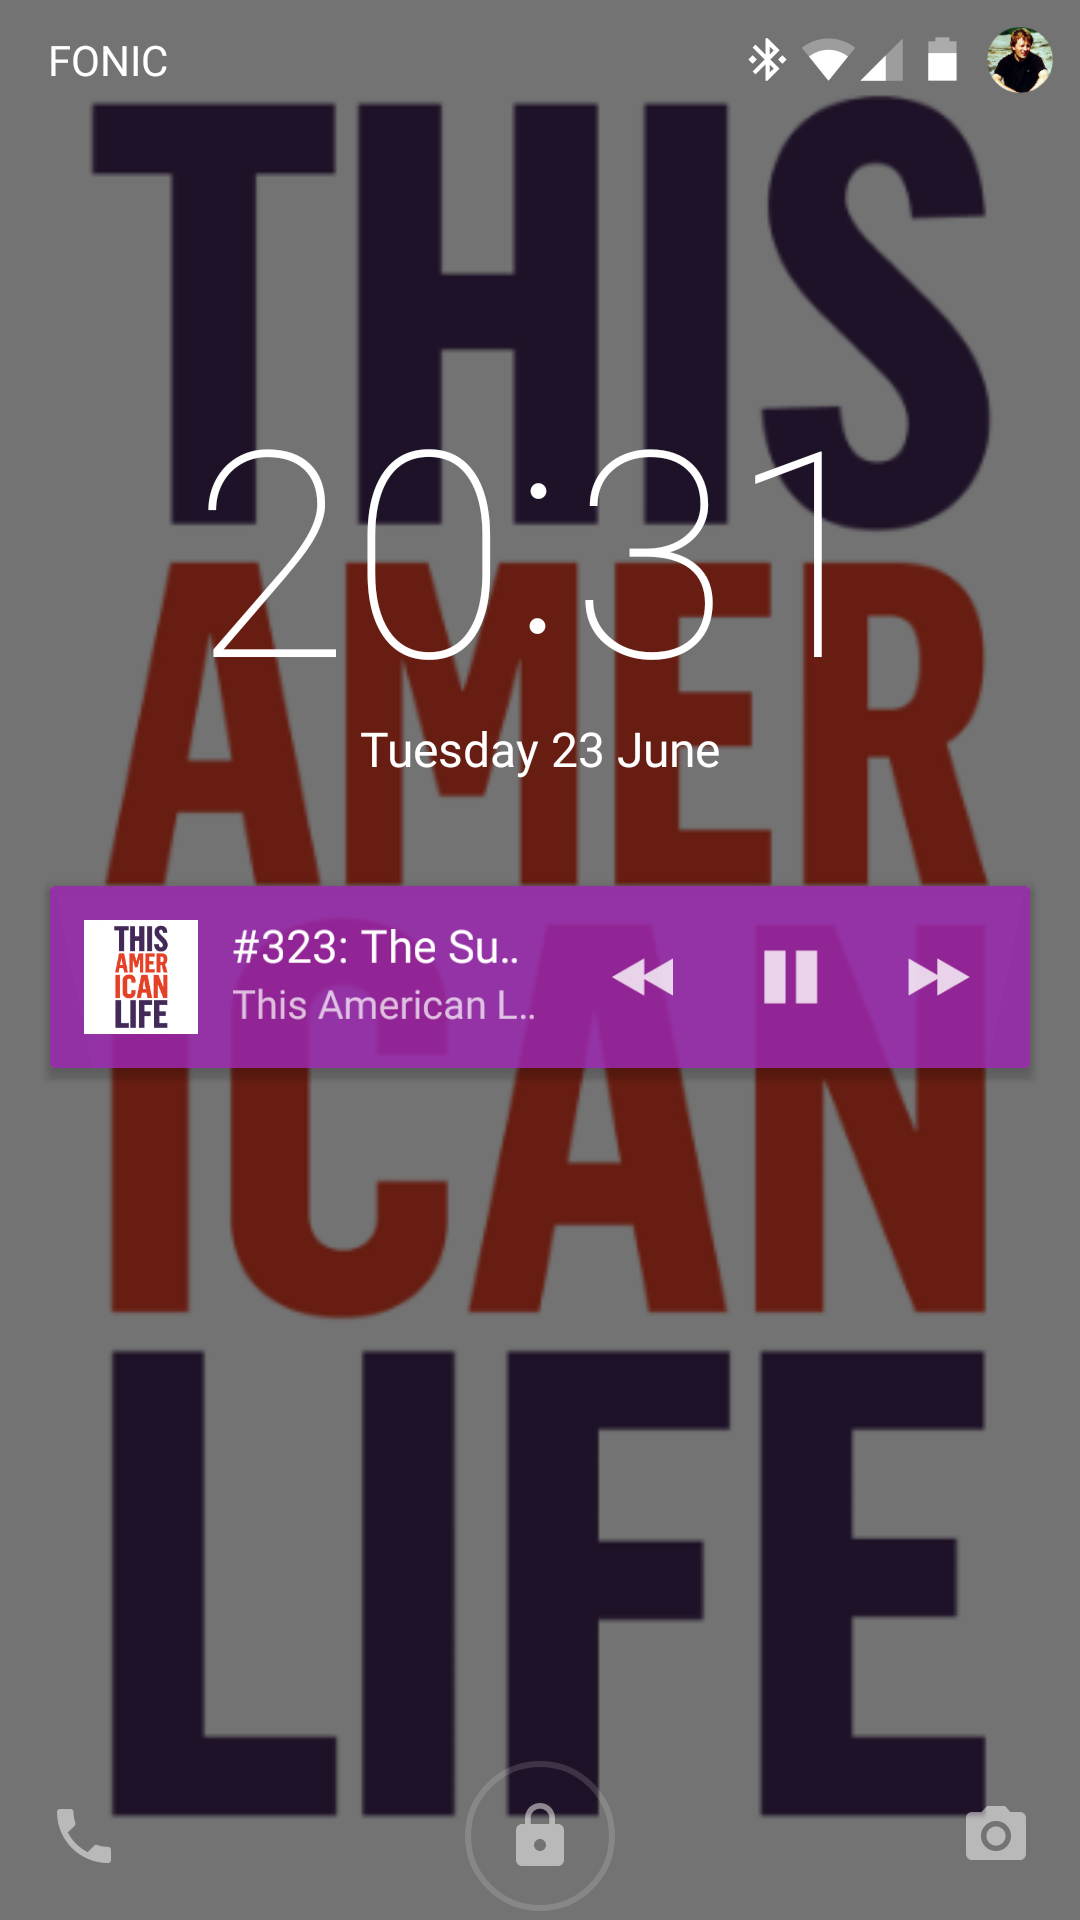 FONIC
THIS
20:31
AMER
Tuesday 23 June
THIS
AMER
ICAN
LIFE
#323: The Su..
This American L..
ICAN
LIFE